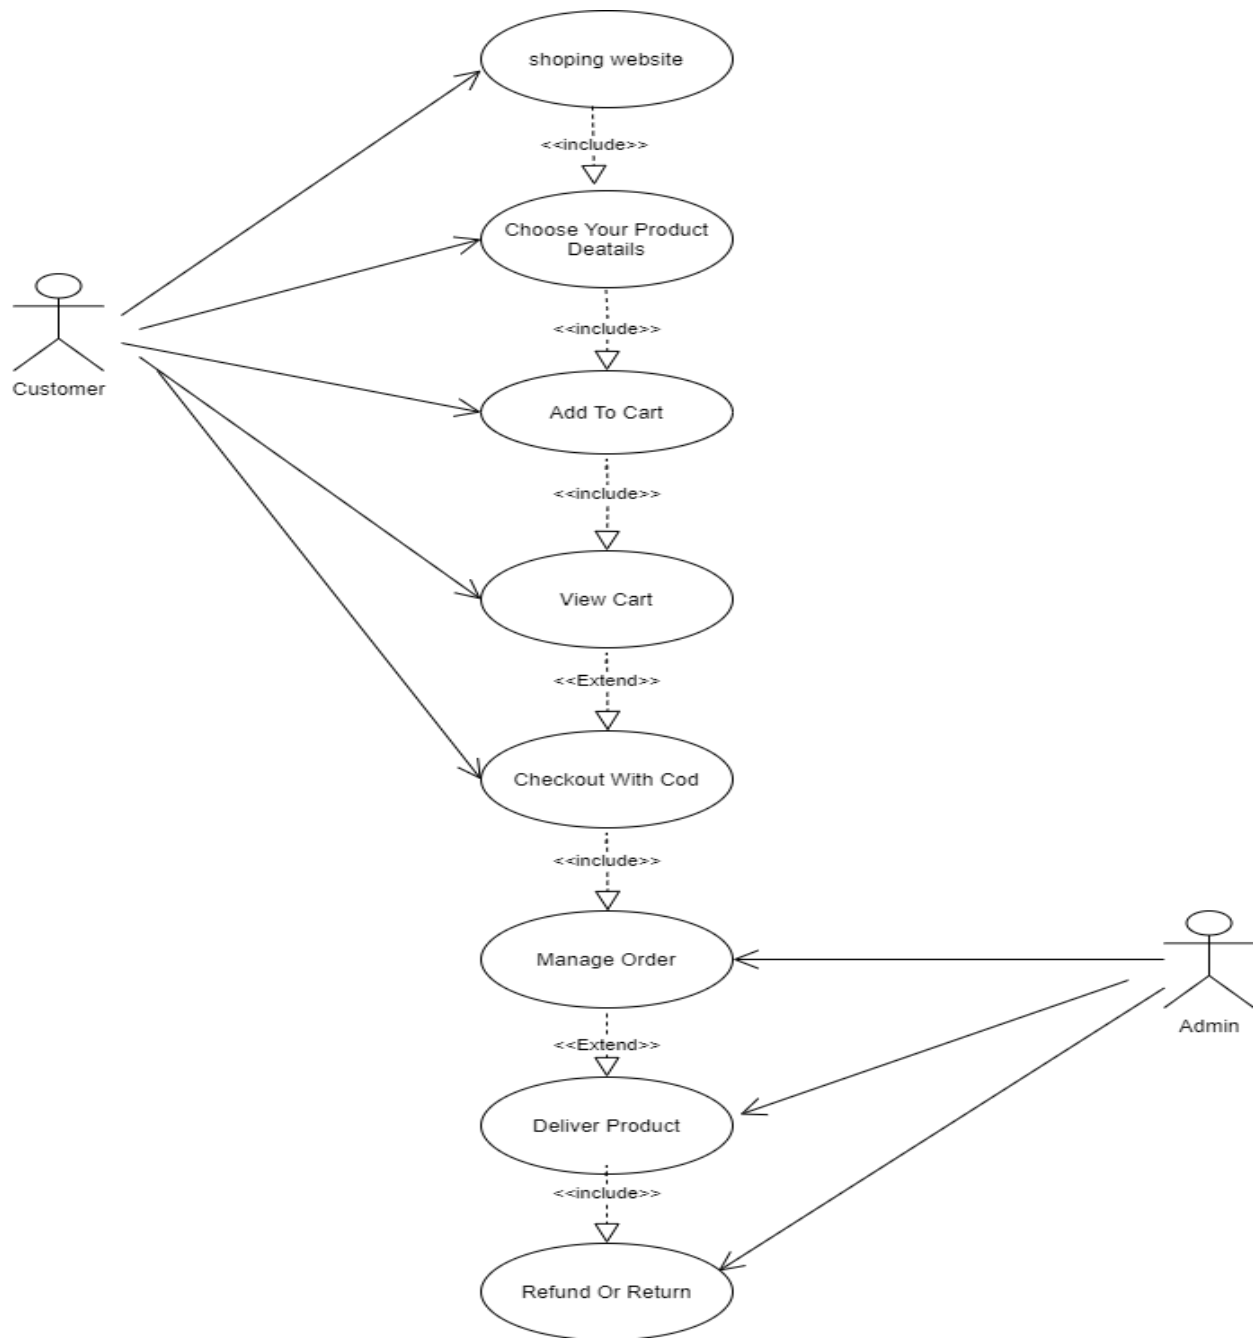 shoping website
<<include>>
Choose Your Product
Deatails
<<include>>
Customer
Add To Cart
<<include>>
View Cart
<<Extend>>
Checkout With Cod
<<include>>
Manage Order
Admin
<<Extend>>
Deliver Product
<<include>>
Refund Or Return